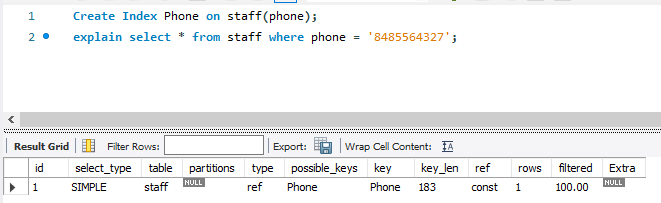 1 Create Index Phone on staff(phone);
2 explain select * from staff where phone = '8485564327';
Result Grid Filter Rows: Export: Wrap Cell Content: IA
id select_type table partitions type possible_keys key key_len ref rows filtered Extra
1 SIMPLE staff NULL ref Phone Phone 183 const 1 100.00 NULL